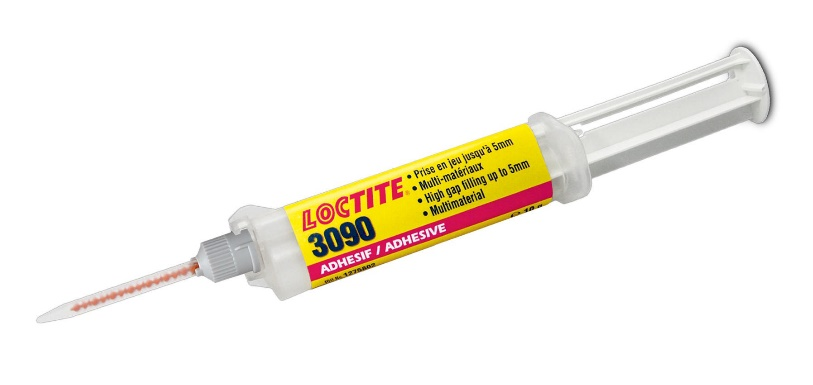 LOCTITE®
3090
• Prise en jeu jusqu'à 5mm
• Multi-matériaux
• High gap filling up to 5mm
• Multimaterial
ADHESIF / ADHESIVE